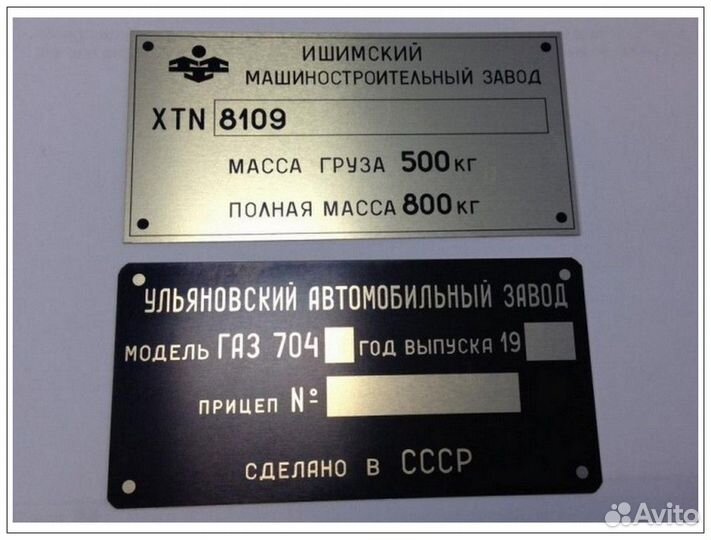 ИШИМСКИЙ
МАШИНОСТРОИТЕЛЬНЫЙ ЗАВОД
XTN 8109
МАССА ГРУЗА 500 КГ
ПОЛНАЯ МАССА 800 КГ
УЛЬЯНОВСКИЙ АВТОМОБИЛЬНЫЙ ЗАВОД
МОДЕЛЬ ГАЗ 704 ГОД ВЫПУСКА 19
ПРИЦЕП №
СДЕЛАНО В СССР
Avito